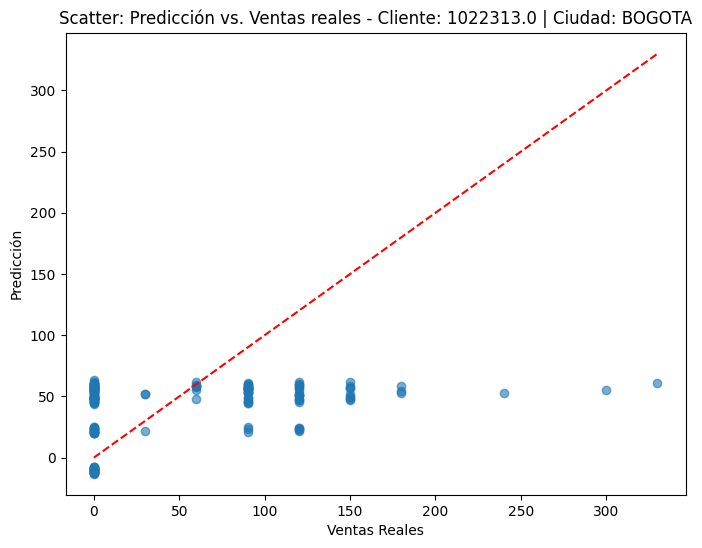 Scatter: Predicción vs. Ventas reales - Cliente: 1022313.0 | Ciudad: BOGOTA
300
250
200
150
100
50
0
Predicción
0 50 100 150 200 250 300
Ventas Reales